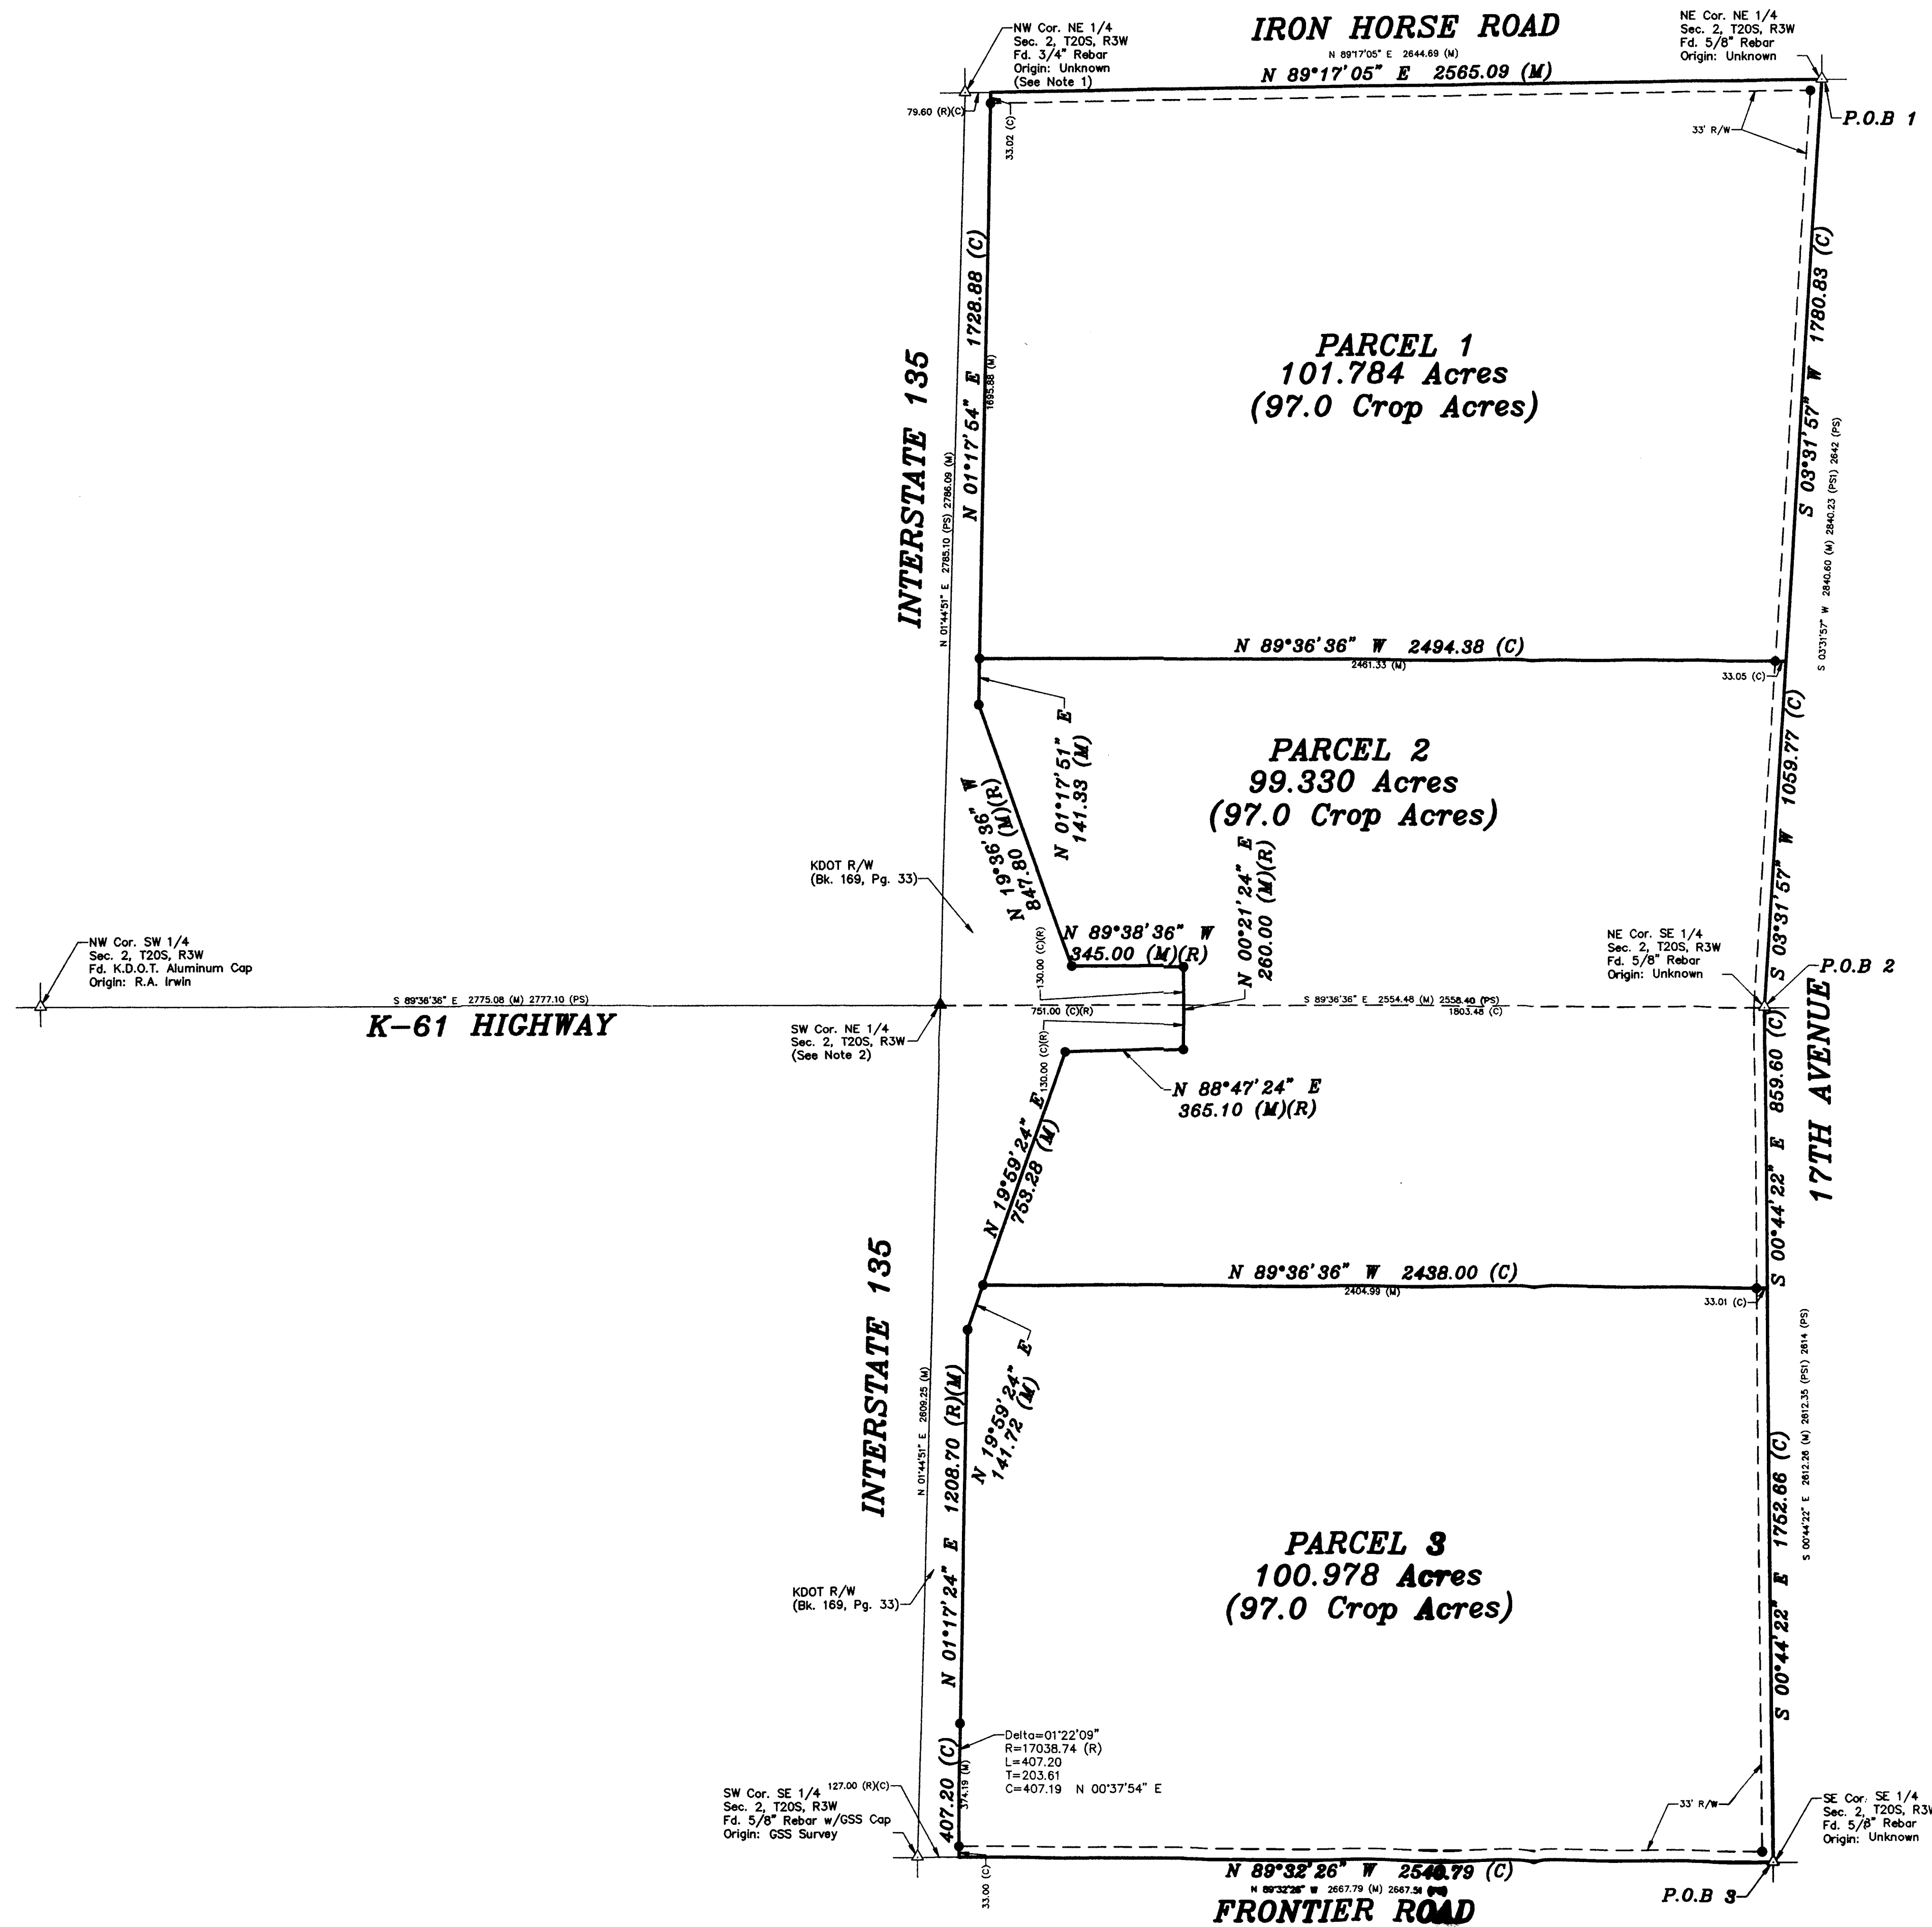 NW Cor. NE 1/4
Sec. 2, T20S, R3W
Fd. 3/4" Rebar
Origin: Unknown
(See Note 1)
IRON HORSE ROAD
N 89°17'05" E 2644.69 (M)
N 89°17'05" E 2565.09 (M)
NE Cor. NE 1/4
Sec. 2, T20S, R3W
Fd. 5/8" Rebar
Origin: Unknown
P.O.B 1
79.60 (R)(C)
33.02 (C)
33' R/W
N 01°17'54" E 1728.88 (C)
1695.88 (M)
INTERSTATE 135
N 01°44'51" E 2785.10 (PS) 2786.09 (M)
PARCEL 1
101.784 Acres
(97.0 Crop Acres)
S 03°31'57" W 1780.83 (C)
S 03°31'57" W 2840.60 (M) 2840.23 (PS1) 2642 (PS)
N 89°36'36" W 2494.38 (C)
2461.33 (M)
33.05 (C)
N 01°17'51" E
141.33 (M)
N 19°36'36" W
847.80 (M)(R)
PARCEL 2
99.330 Acres
(97.0 Crop Acres)
S 03°31'57" W 1059.77 (C)
KDOT R/W
(Bk. 169, Pg. 33)
N 89°38'36" W
345.00 (M)(R)
N 00°21'24" E
260.00 (M)(R)
130.00 (C)(R)
NW Cor. SW 1/4
Sec. 2, T20S, R3W
Fd. K.D.O.T. Aluminum Cap
Origin: R.A. Irwin
NE Cor. SE 1/4
Sec. 2, T20S, R3W
Fd. 5/8" Rebar
Origin: Unknown
P.O.B 2
S 89°36'36" E 2775.08 (M) 2777.10 (PS)
K-61 HIGHWAY
SW Cor. NE 1/4
Sec. 2, T20S, R3W
(See Note 2)
751.00 (C)(R)
S 89°36'36" E 2554.48 (M) 2558.40 (PS)
1803.48 (C)
130.00 (C)(R)
N 88°47'24" E
365.10 (M)(R)
N 19°59'24" E
753.28 (M)
S 00°44'22" E 859.60 (C)
17TH AVENUE
N 89°36'36" W 2438.00 (C)
2404.99 (M)
33.01 (C)
INTERSTATE 135
N 01°44'51" E 2609.25 (M)
N 01°17'24" E 1208.70 (R)(M)
N 19°59'24" E
141.72 (M)
S 00°44'22" E 2612.26 (M) 2612.35 (PS1) 2614 (PS)
S 00°44'22" E 1752.66 (C)
PARCEL 3
100.978 Acres
(97.0 Crop Acres)
KDOT R/W
(Bk. 169, Pg. 33)
Delta=01°22'09"
R=17038.74 (R)
L=407.20
T=203.61
C=407.19 N 00°37'54" E
407.20 (C)
374.19 (M)
127.00 (R)(C)
SW Cor. SE 1/4
Sec. 2, T20S, R3W
Fd. 5/8" Rebar w/GSS Cap
Origin: GSS Survey
33' R/W
SE Cor. SE 1/4
Sec. 2, T20S, R3W
Fd. 5/8" Rebar
Origin: Unknown
33.00 (C)
N 89°32'26" W 2540.79 (C)
N 89°32'26" W 2667.79 (M) 2667.51
FRONTIER ROAD
P.O.B 3